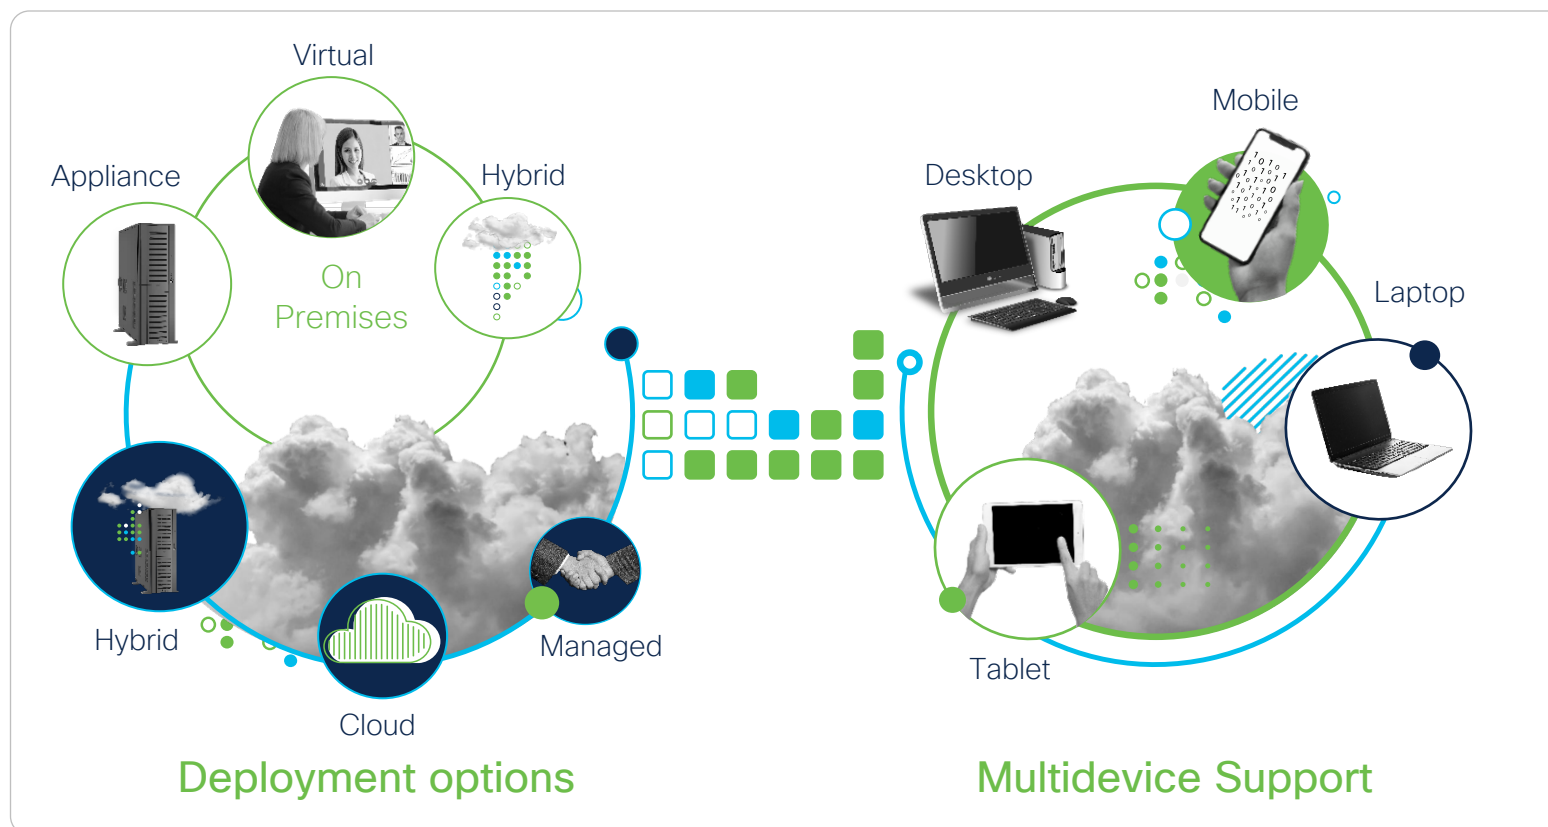 Virtual
Appliance
Hybrid
On
Premises
Hybrid
Managed
Cloud
Deployment options
Mobile
Desktop
Laptop
Tablet
Multidevice Support